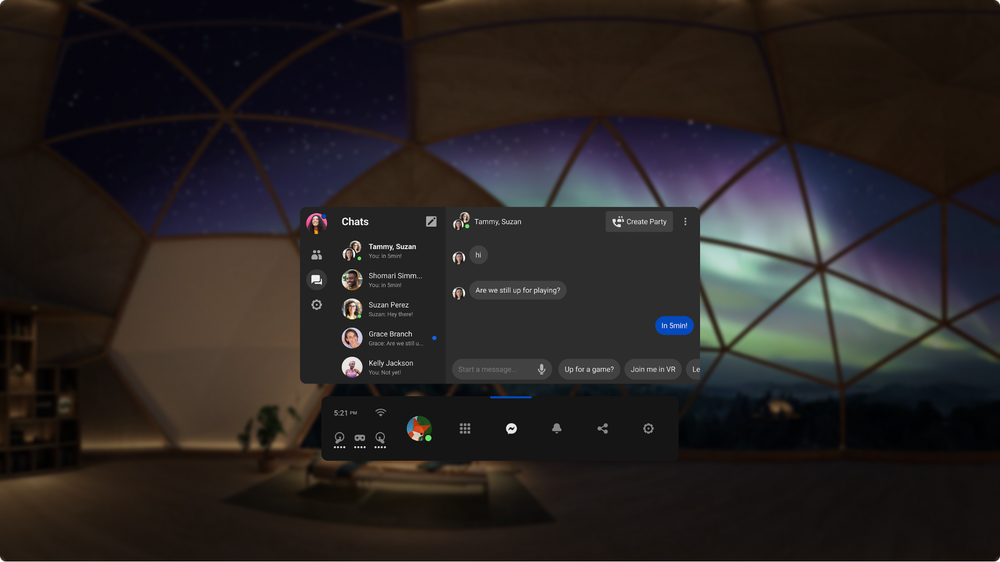 Chats
Tammy, Suzan
You: In 5min!
Shomari Simm...
You: in 5min!
Suzan Perez
Suzan: Hey there!
Grace Branch
Grace: Are we still u...
Kelly Jackson
You: Not yet!
Tammy, Suzan
Create Party
hi
Are we still up for playing?
In 5min!
Start a message...
Up for a game?
Join me in VR
Le
5:21 PM